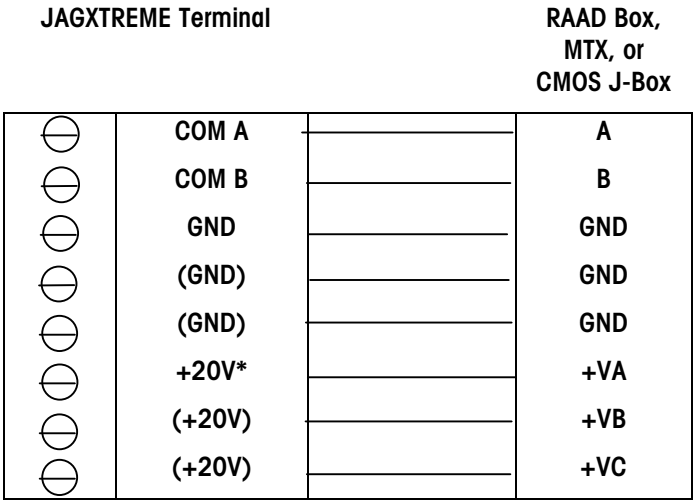 JAGXTREME Terminal
RAAD Box,
MTX, or
CMOS J-Box
COM A A
COM B B
GND GND
(GND) GND
(GND) GND
+20V* +VA
(+20V) +VB
(+20V) +VC